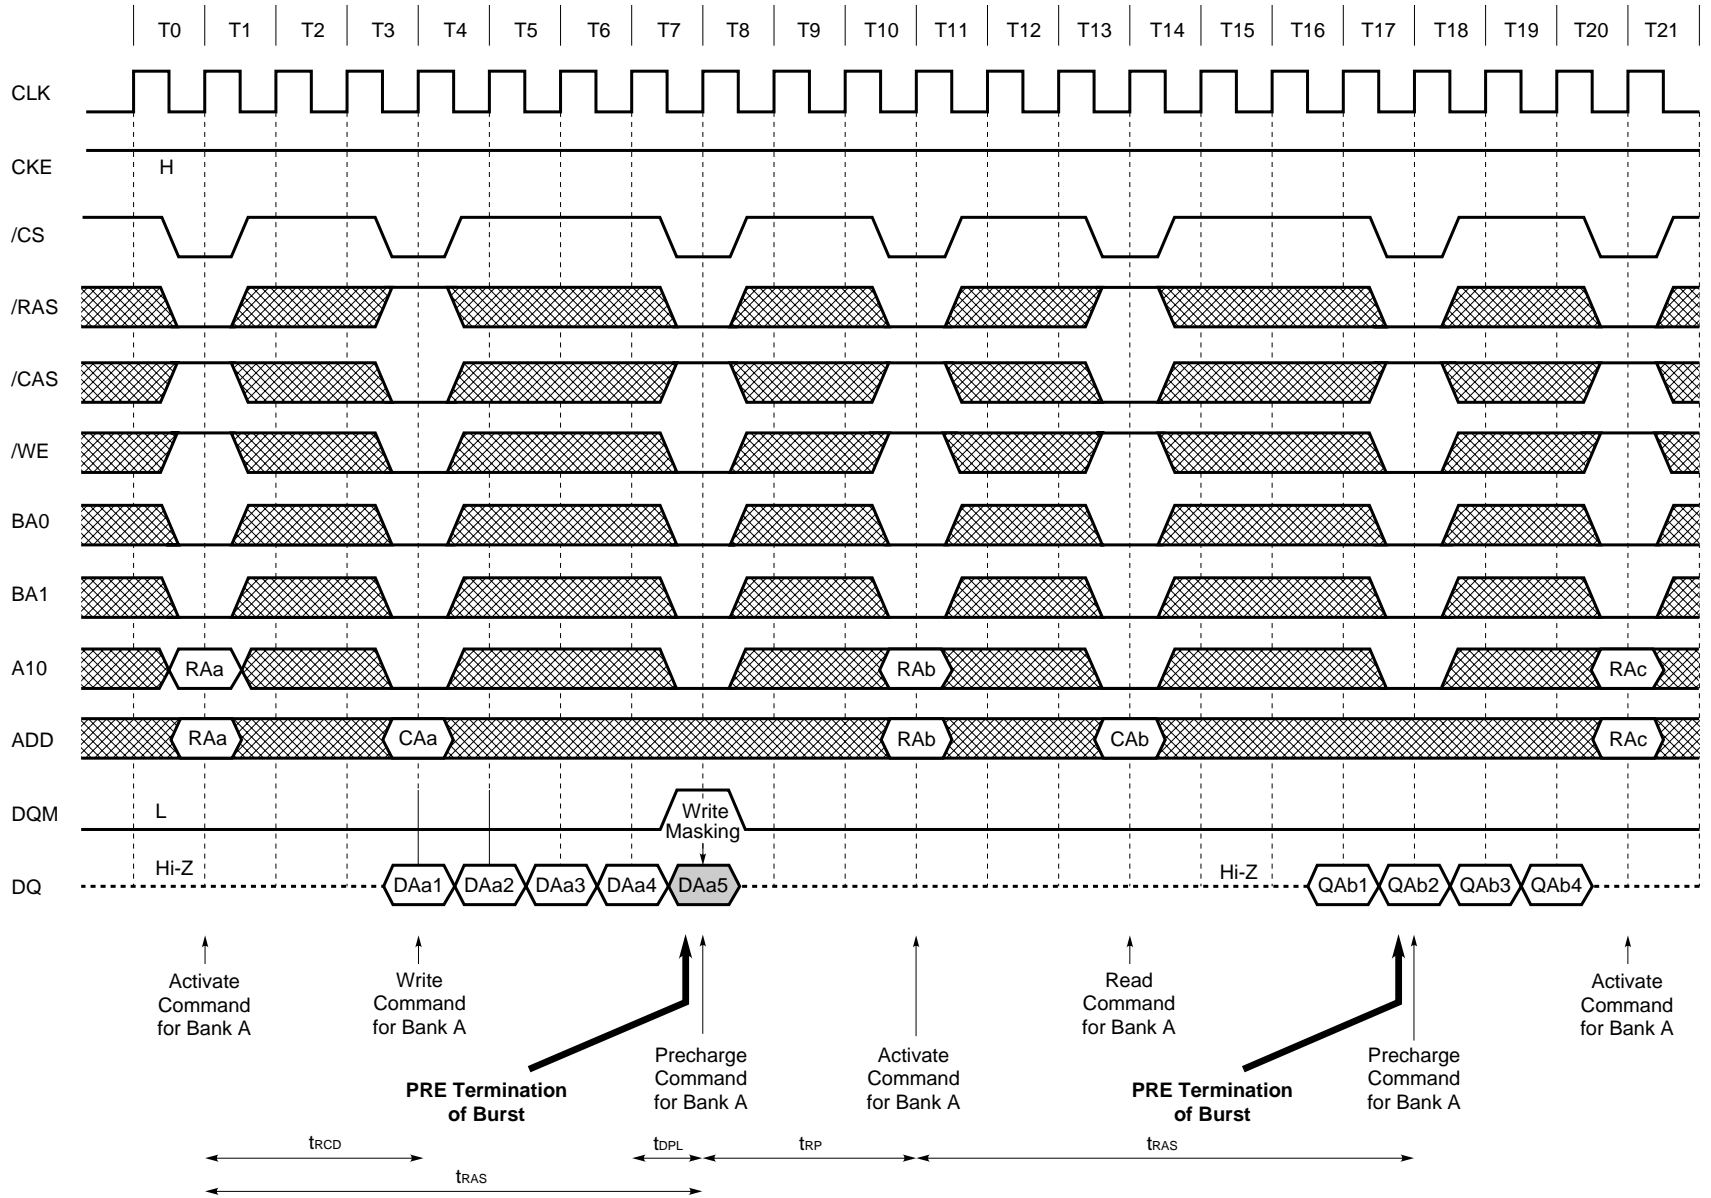 T0 T1 T2 T3 T4 T5 T6 T7 T8 T9 T10 T11 T12 T13 T14 T15 T16 T17 T18 T19 T20 T21
CLK
CKE H
/CS
/RAS
/CAS
/WE
BA0
BA1
A10 RAa RAb RAc
ADD RAa CAa RAb CAb RAc
DQM L Write
Masking
DQ Hi-Z DAa1 DAa2 DAa3 DAa4 DAa5 Hi-Z QAb1 QAb2 QAb3 QAb4
Activate
Command
for Bank A
Write
Command
for Bank A
PRE Termination
of Burst
Precharge
Command
for Bank A
Activate
Command
for Bank A
Read
Command
for Bank A
PRE Termination
of Burst
Precharge
Command
for Bank A
Activate
Command
for Bank A
tRCD tDPL tRP tRAS
tRAS